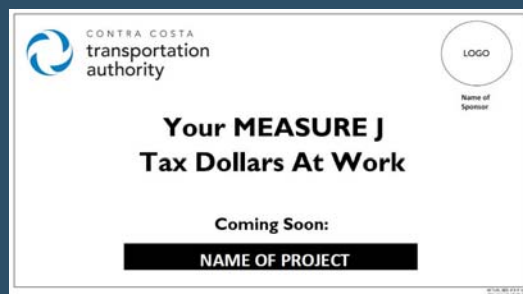 CONTRA COSTA
transportation
authority
LOGO
Name of
Sponsor
Your MEASURE J
Tax Dollars At Work
Coming Soon:
NAME OF PROJECT